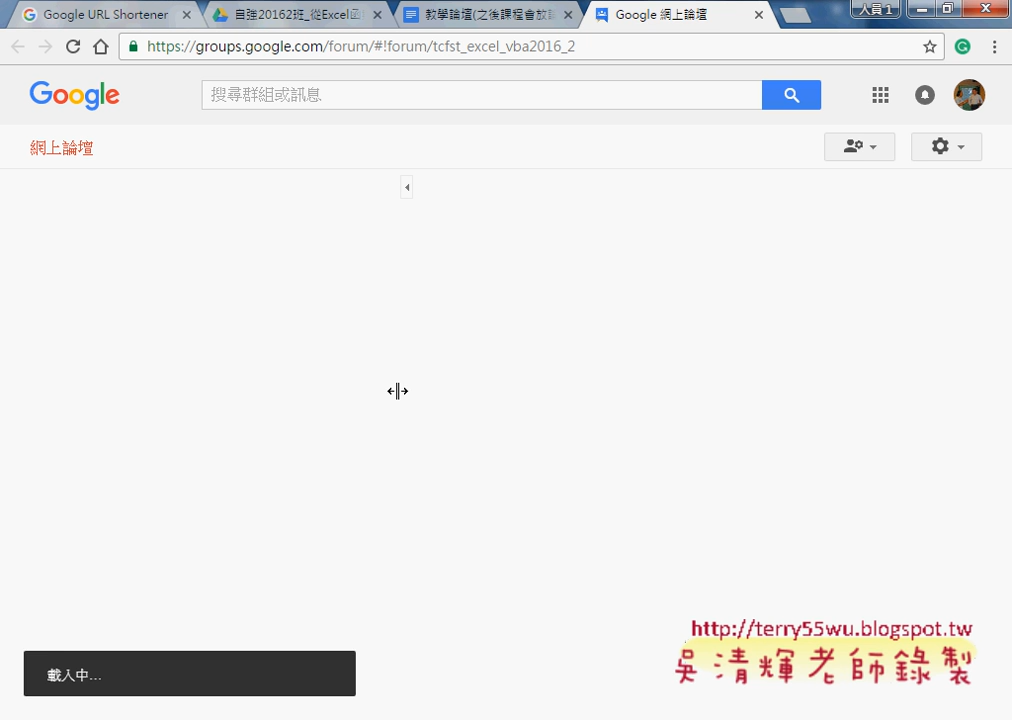 Google URL Shortener
自強20162班_從Excel函
教學論壇(之後課程會放
Google 網上論壇
人員 1
https://groups.google.com/forum/#!forum/tcfst_excel_vba2016_2
Google
搜尋群組或訊息
網上論壇
http://terry55wu.blogspot.tw
吳清輝老師錄製
載入中...